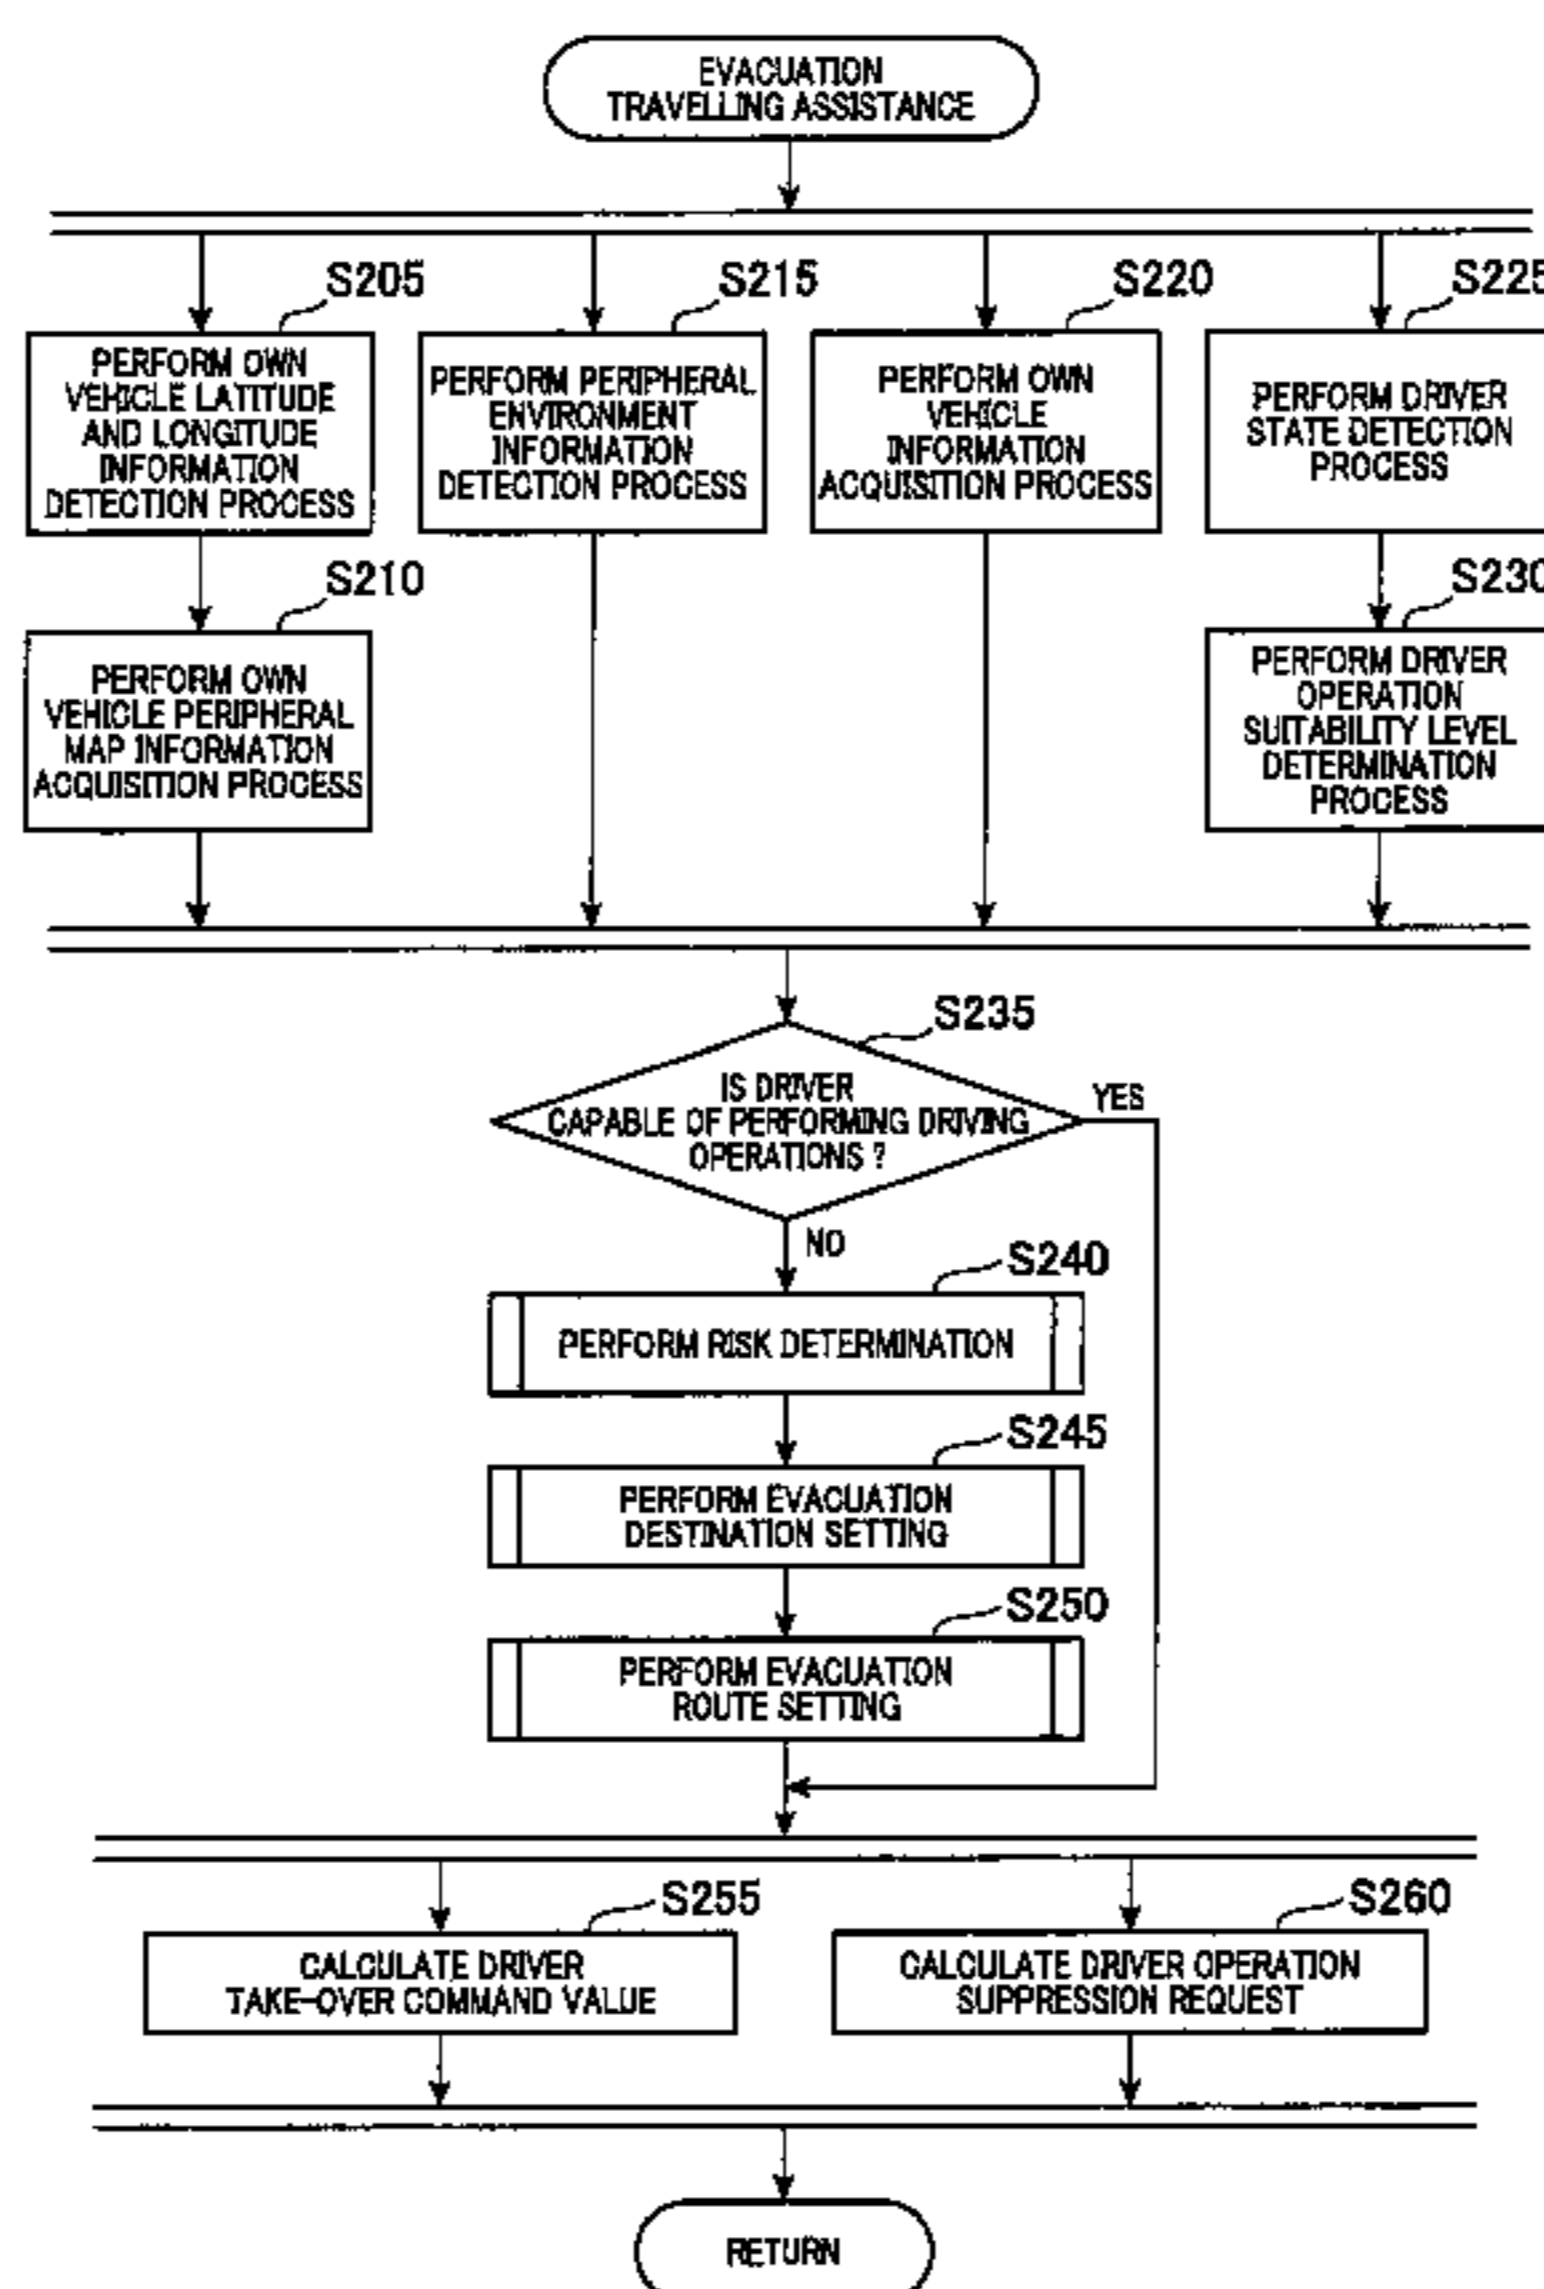 EVACUATION
TRAVELLING ASSISTANCE
S205
S215
S220
S225
PERFORM OWN
VEHICLE LATITUDE
AND LONGITUDE
INFORMATION
DETECTION PROCESS
PERFORM PERIPHERAL
ENVIRONMENT
INFORMATION
DETECTION PROCESS
PERFORM OWN
VEHICLE
INFORMATION
ACQUISITION PROCESS
PERFORM DRIVER
STATE DETECTION
PROCESS
S210
S230
PERFORM OWN
VEHICLE PERIPHERAL
MAP INFORMATION
ACQUISITION PROCESS
PERFORM DRIVER
OPERATION
SUITABILITY LEVEL
DETERMINATION
PROCESS
S235
IS DRIVER
CAPABLE OF PERFORMING DRIVING
OPERATIONS ?
YES
NO
S240
PERFORM RISK DETERMINATION
S245
PERFORM EVACUATION
DESTINATION SETTING
S250
PERFORM EVACUATION
ROUTE SETTING
S255
S260
CALCULATE DRIVER
TAKE-OVER COMMAND VALUE
CALCULATE DRIVER OPERATION
SUPPRESSION REQUEST
RETURN